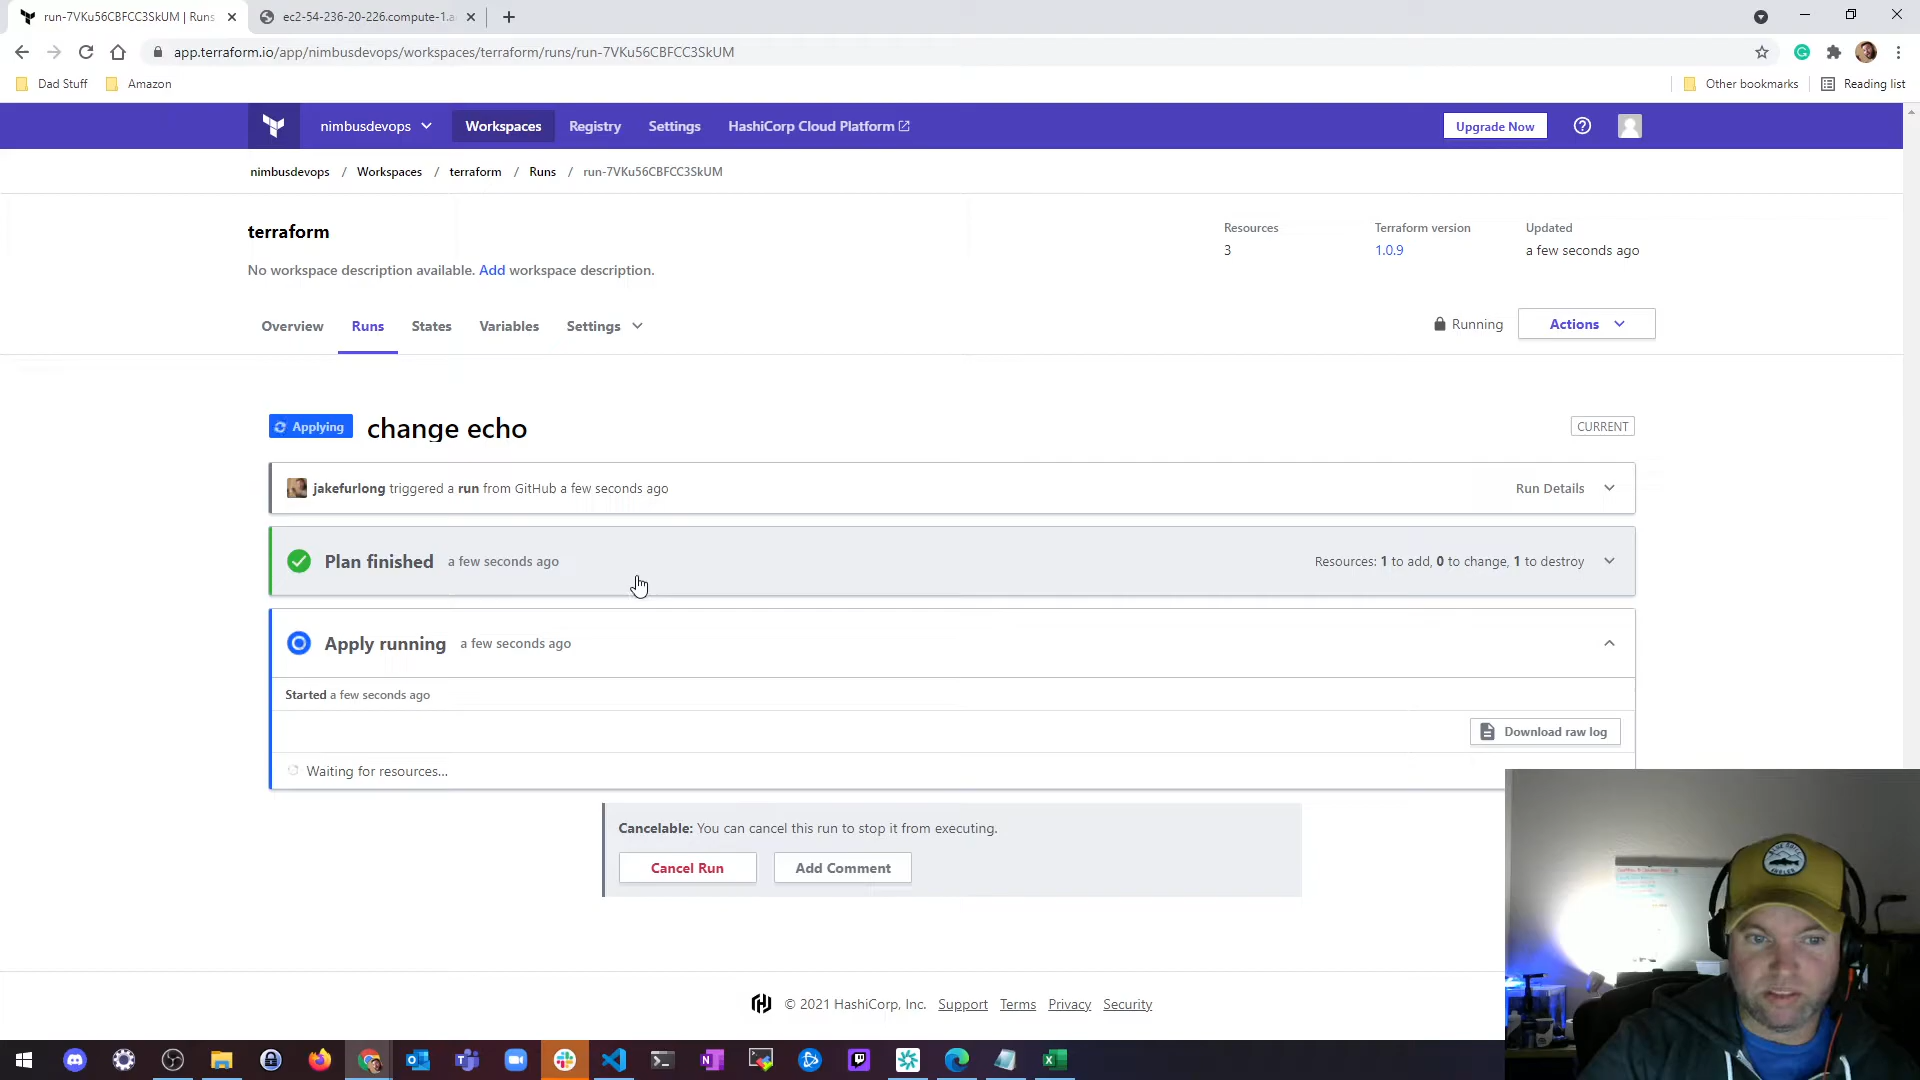 run-7VKu56CBFCC3SkUM | Runs
ec2-54-236-20-226.compute-1.a
app.terraform.io/app/nimbusdevops/workspaces/terraform/runs/run-7VKu56CBFCC3SkUM
Dad Stuff
Amazon
Other bookmarks
Reading list
nimbusdevops
Workspaces
Registry
Settings
HashiCorp Cloud Platform
Upgrade Now
nimbusdevops / Workspaces / terraform / Runs / run-7VKu56CBFCC3SkUM
terraform
Resources
3
Terraform version
1.0.9
Updated
a few seconds ago
No workspace description available. Add workspace description.
Overview
Runs
States
Variables
Settings
Running
Actions
Applying
change echo
CURRENT
jakefurlong triggered a run from GitHub a few seconds ago
Run Details
Plan finished a few seconds ago
Resources: 1 to add, 0 to change, 1 to destroy
Apply running a few seconds ago
Started a few seconds ago
Download raw log
Waiting for resources...
Cancelable: You can cancel this run to stop it from executing.
Cancel Run
Add Comment
© 2021 HashiCorp, Inc. Support Terms Privacy Security